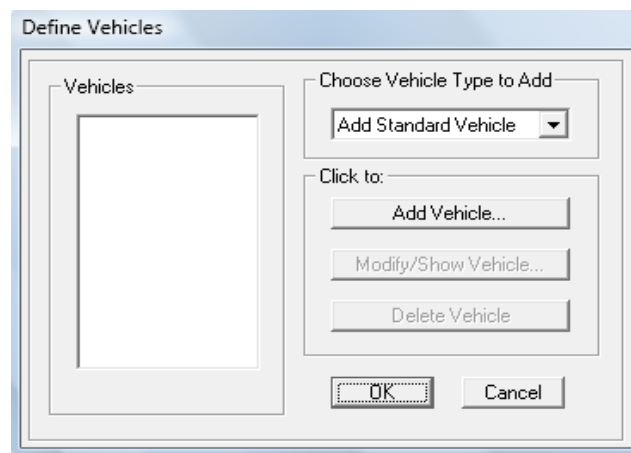 Define Vehicles
Vehicles
Choose Vehicle Type to Add
Add Standard Vehicle
Click to:
Add Vehicle...
Modify/Show Vehicle...
Delete Vehicle
OK
Cancel